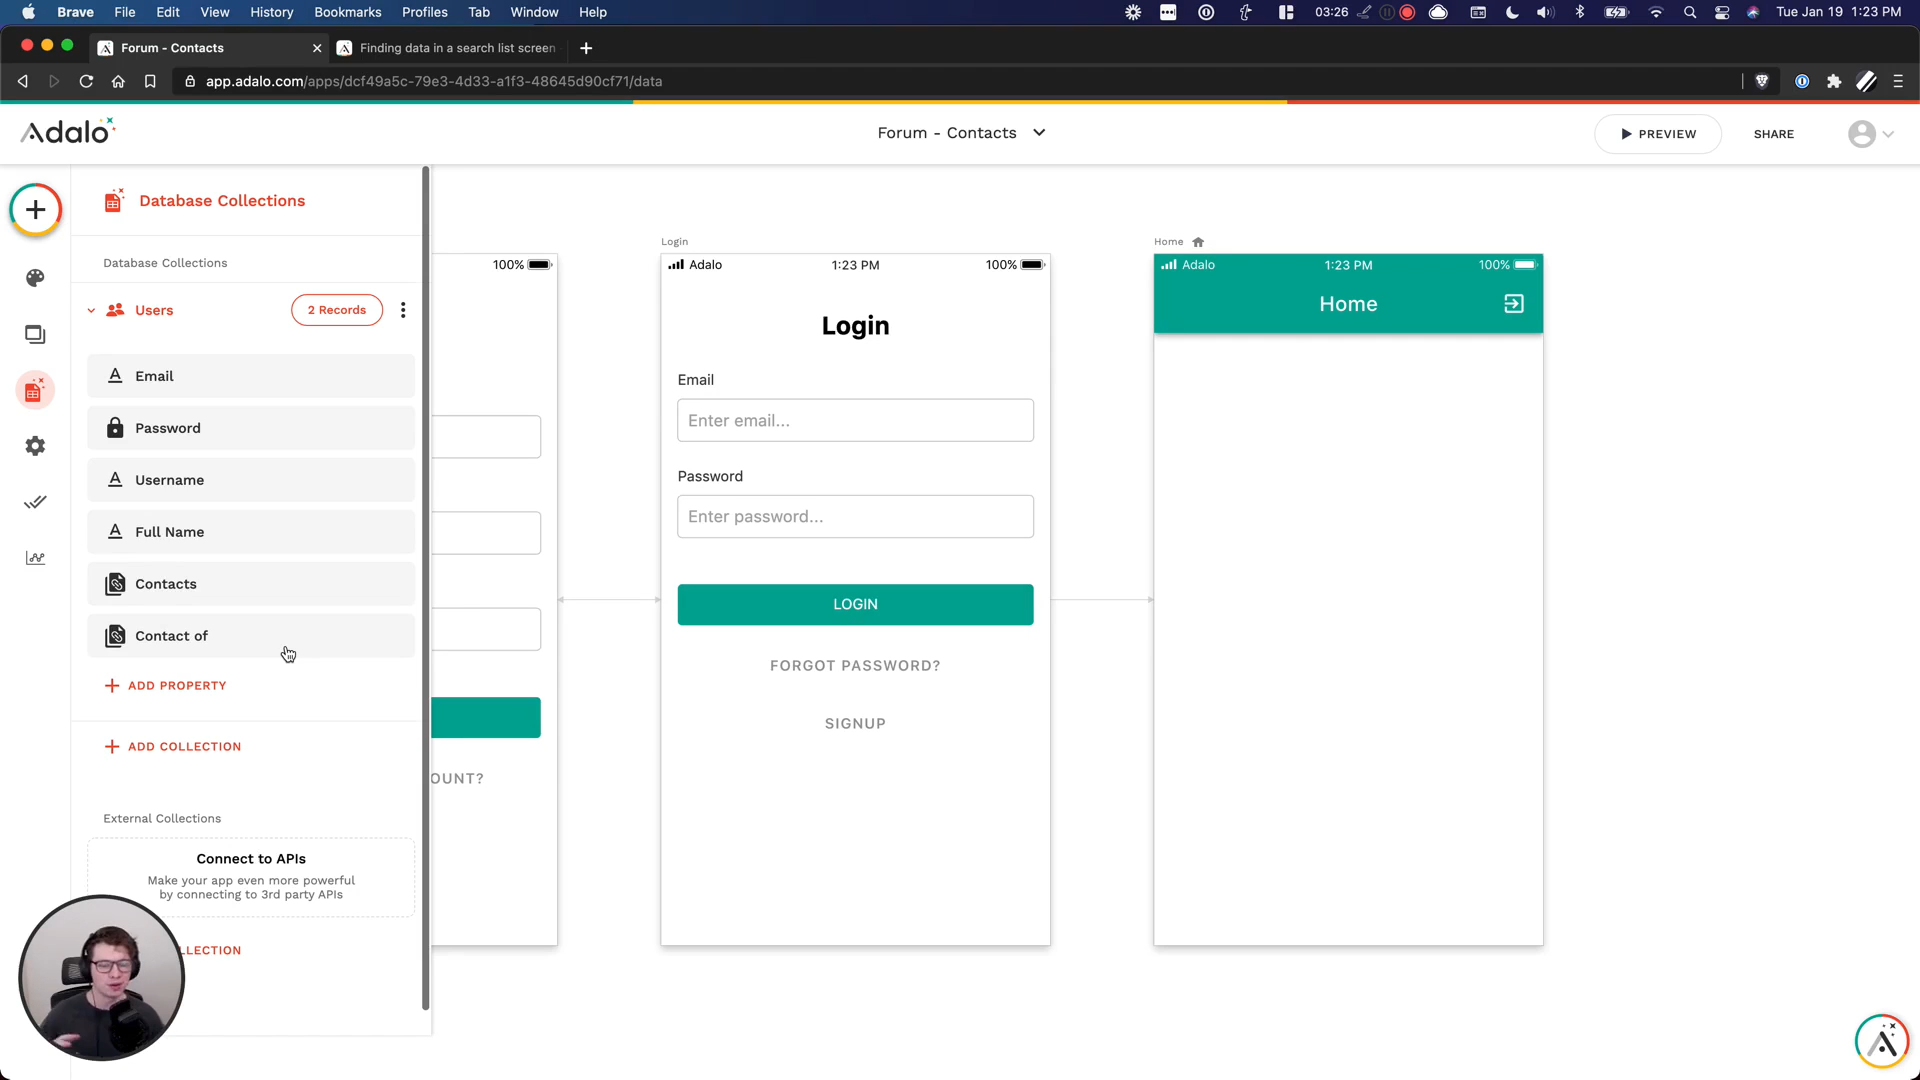 Brave File Edit View History Bookmarks Profiles Tab Window Help 03:26 Tue Jan 19 1:23 PM
Forum - Contacts
Finding data in a search list screen
app.adalo.com/apps/dcf49a5c-79e3-4d33-a1f3-48645d90cf71/data
Adalo
Forum - Contacts
PREVIEW
SHARE
Database Collections
Database Collections
Users
2 Records
Email
Password
Username
Full Name
Contacts
Contact of
ADD PROPERTY
ADD COLLECTION
External Collections
Connect to APIs
Make your app even more powerful
by connecting to 3rd party APIs
LLECTION
100%
OUNT?
Login
Adalo 1:23 PM 100%
Login
Email
Enter email...
Password
Enter password...
LOGIN
FORGOT PASSWORD?
SIGNUP
Home
Adalo 1:23 PM 100%
Home